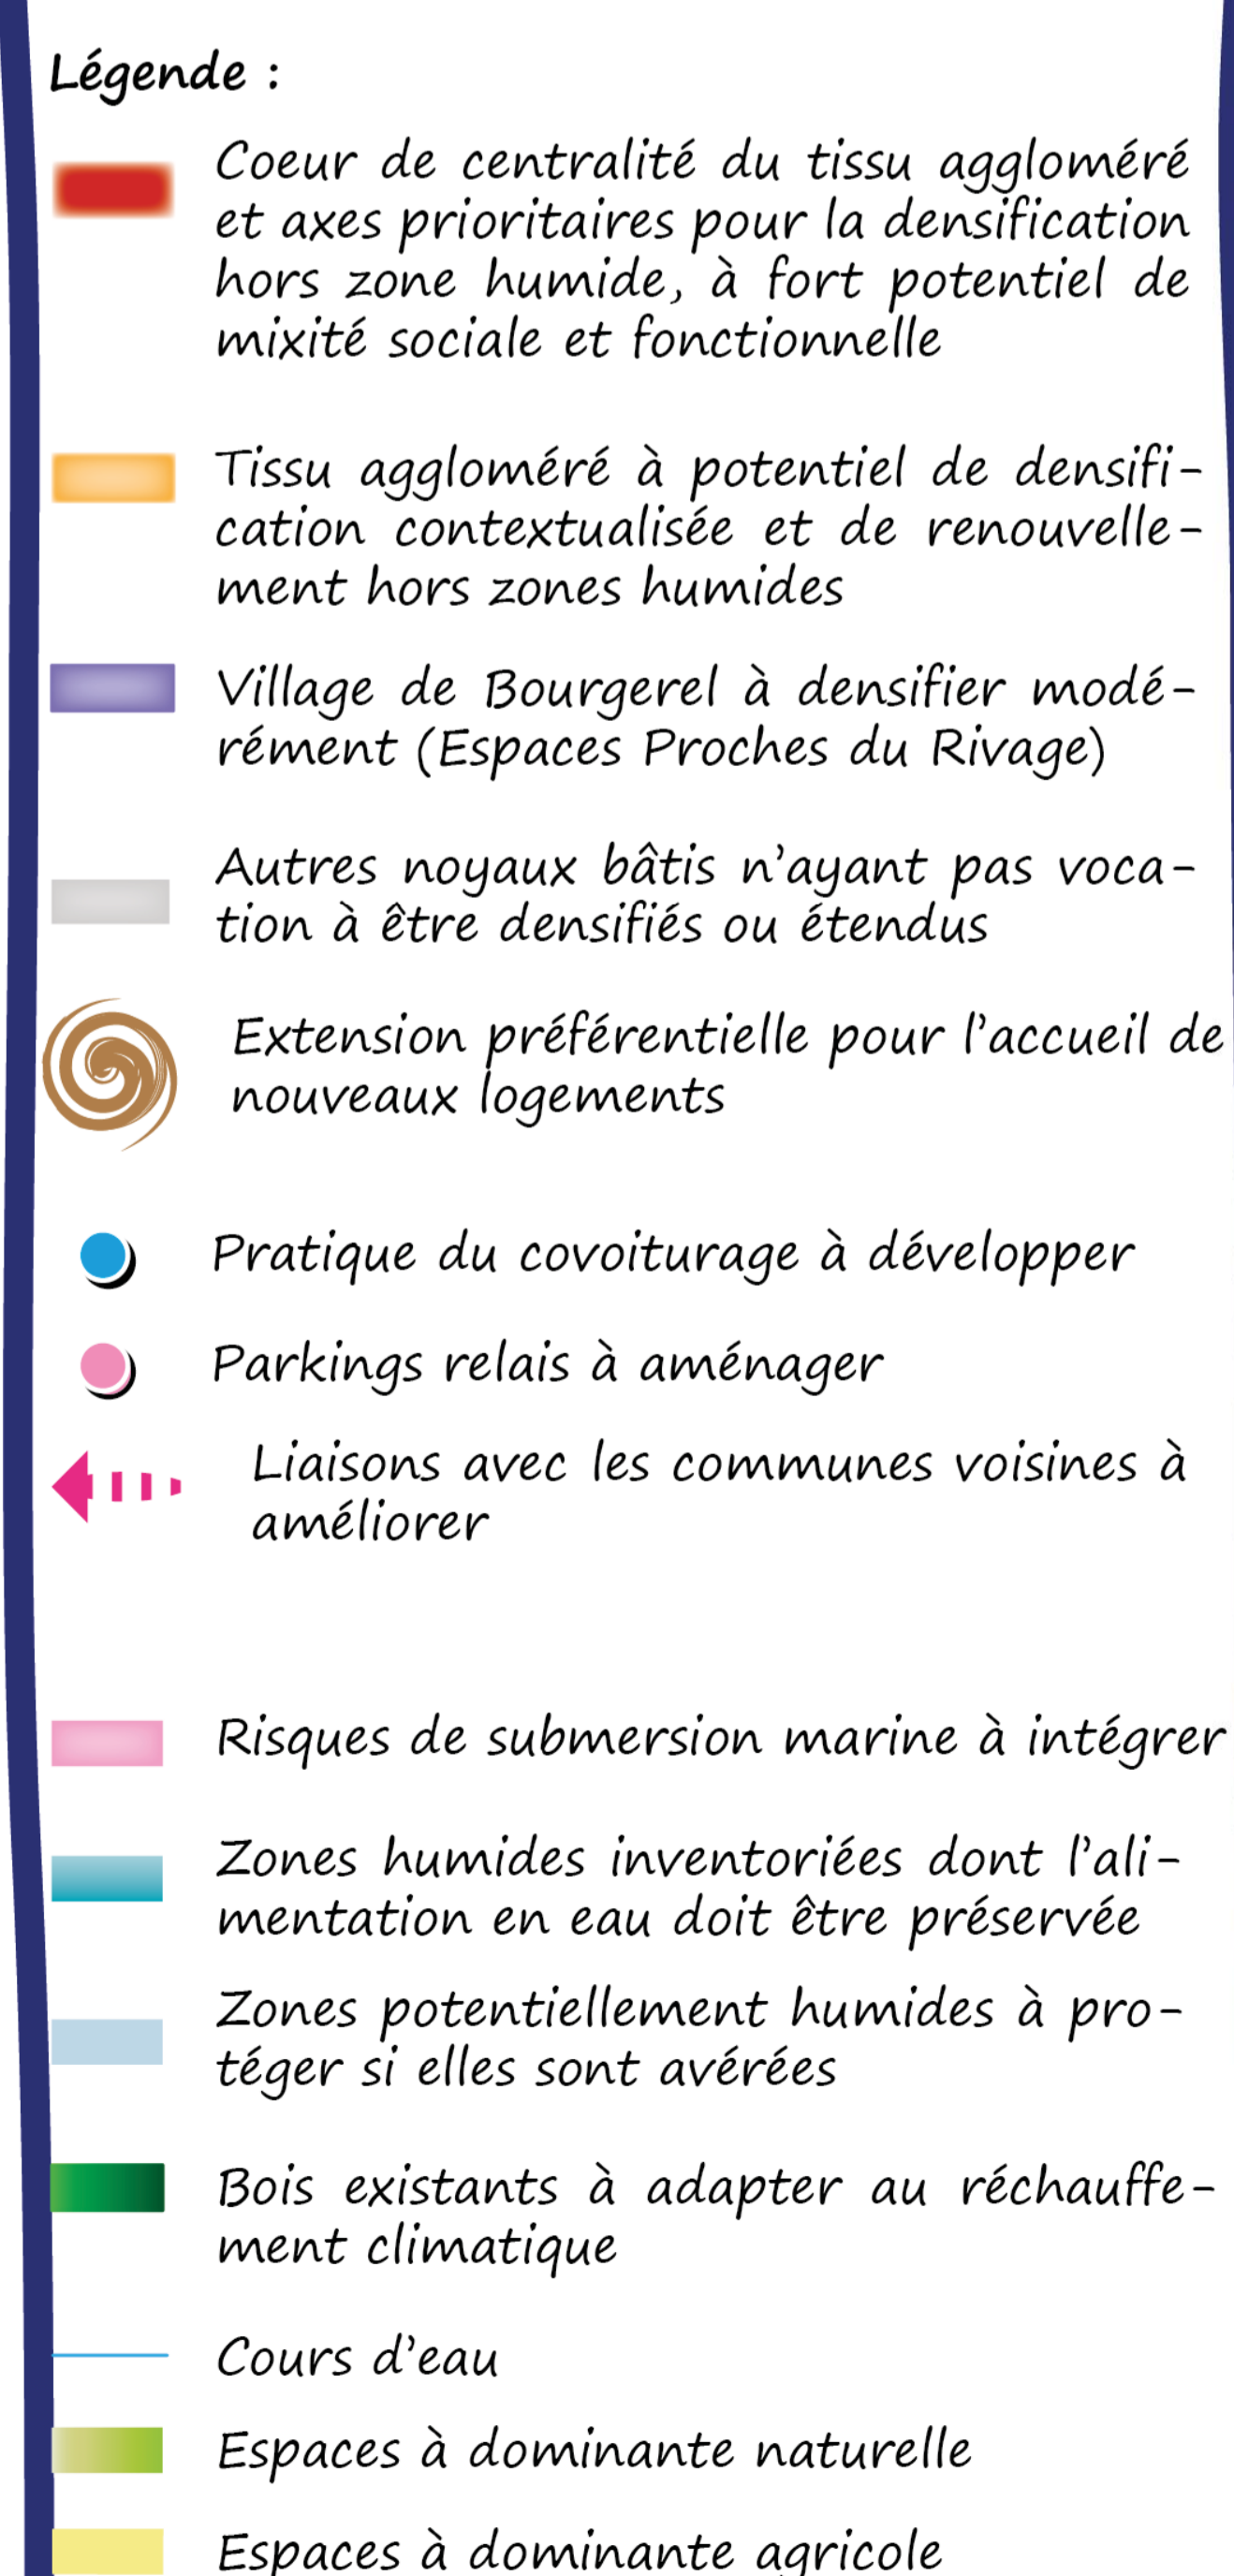 Légende :
Coeur de centralité du tissu aggloméré
et axes prioritaires pour la densification
hors zone humide, à fort potentiel de
mixité sociale et fonctionnelle
Tissu aggloméré à potentiel de densifi-
cation contextualisée et de renouvelle-
ment hors zones humides
Village de Bourgerel à densifier modé-
rément (Espaces Proches du Rivage)
Autres noyaux bâtis n'ayant pas voca-
tion à être densifiés ou étendus
Extension préférentielle pour l'accueil de
nouveaux logements
Pratique du covoiturage à développer
Parkings relais à aménager
Liaisons avec les communes voisines à
améliorer
Risques de submersion marine à intégrer
Zones humides inventoriées dont l'ali-
mentation en eau doit être préservée
Zones potentiellement humides à pro-
téger si elles sont avérées
Bois existants à adapter au réchauffe-
ment climatique
Cours d'eau
Espaces à dominante naturelle
Espaces à dominante agricole